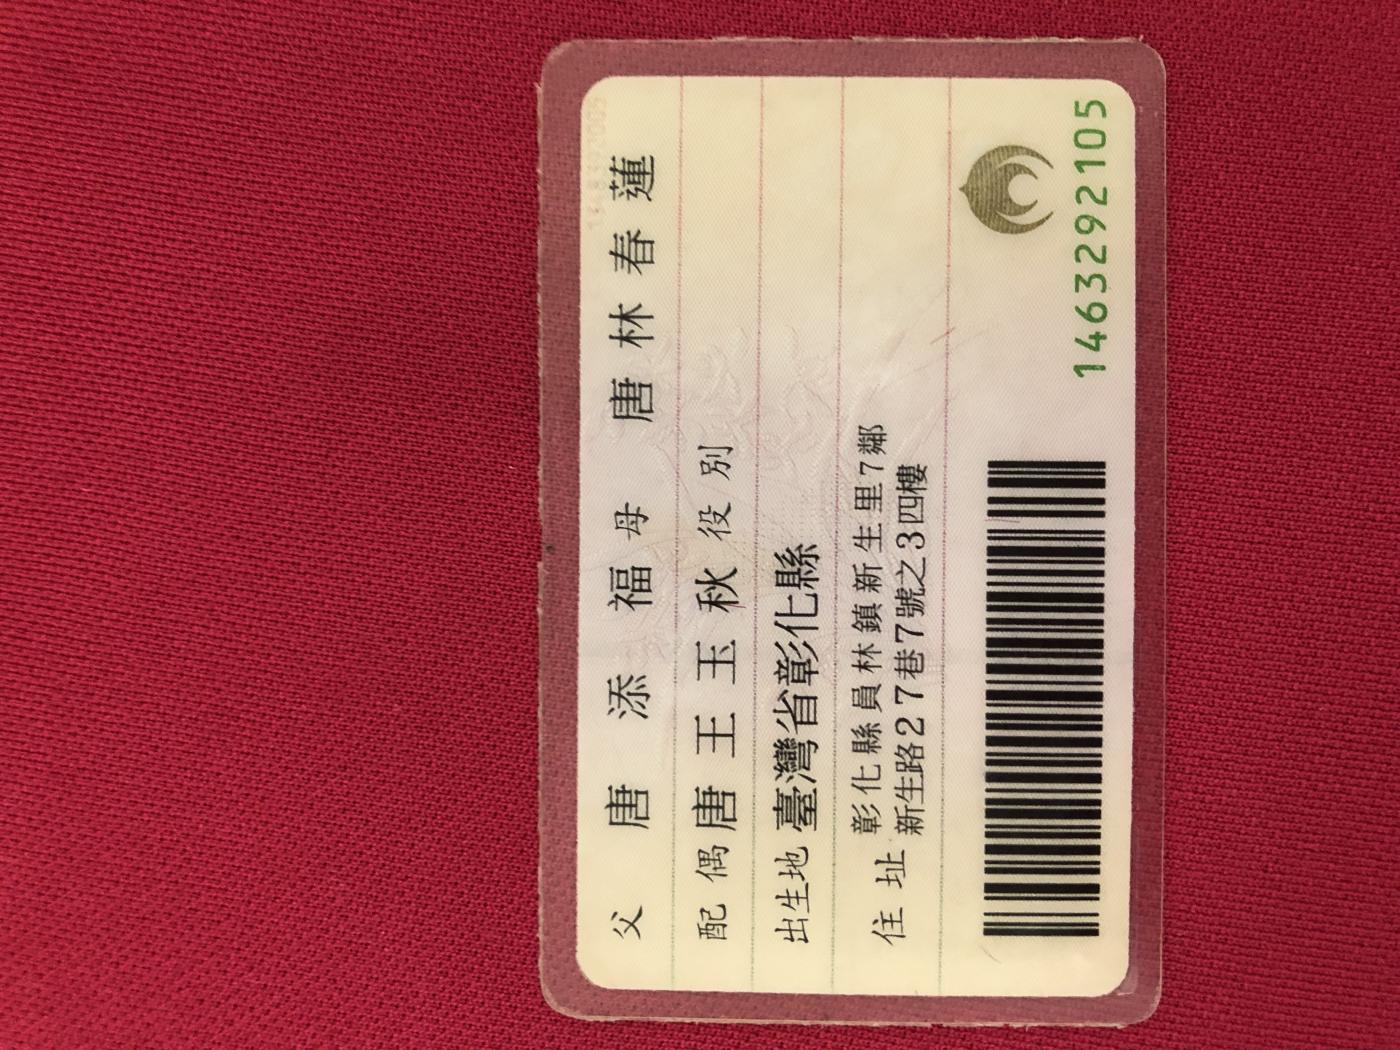 父 唐 添 福 母 唐 林 春 蓮
配偶 唐 王 玉 秋 役別
出生地 臺灣省彰化縣
住址 彰化縣員林鎮新生里7鄰
新生路27巷7號之3四樓
1463292105